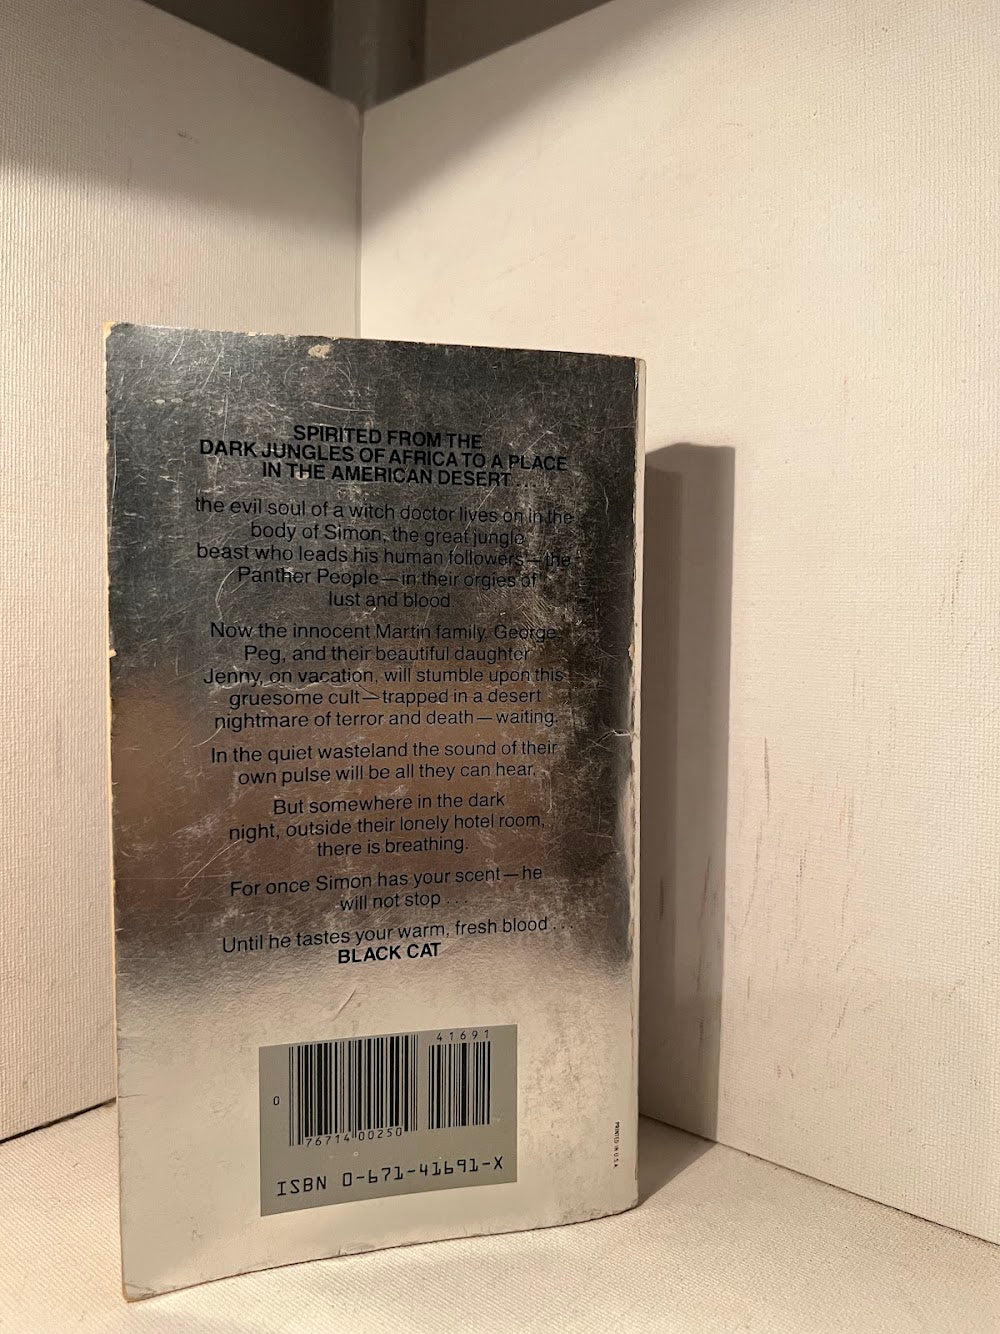 SPIRITED FROM THE
DARK JUNGLES OF AFRICA TO A PLACE
IN THE AMERICAN DESERT . . .
the evil soul of a witch doctor lives on in the
body of Simon, the great jungle
beast who leads his human followers—the
Panther People—in their orgies of
lust and blood. . .
Now the innocent Martin family, George,
Peg, and their beautiful daughter
Jenny, on vacation, will stumble upon this
gruesome cult—trapped in a desert
nightmare of terror and death—waiting.
In the quiet wasteland the sound of their
own pulse will be all they can hear.
But somewhere in the dark
night, outside their lonely hotel room,
there is breathing.
For once Simon has your scent—he
will not stop . . .
Until he tastes your warm, fresh blood . . .
BLACK CAT
41691
0
76714 00250
ISBN 0-671-41691-X
PRINTED IN U.S.A.